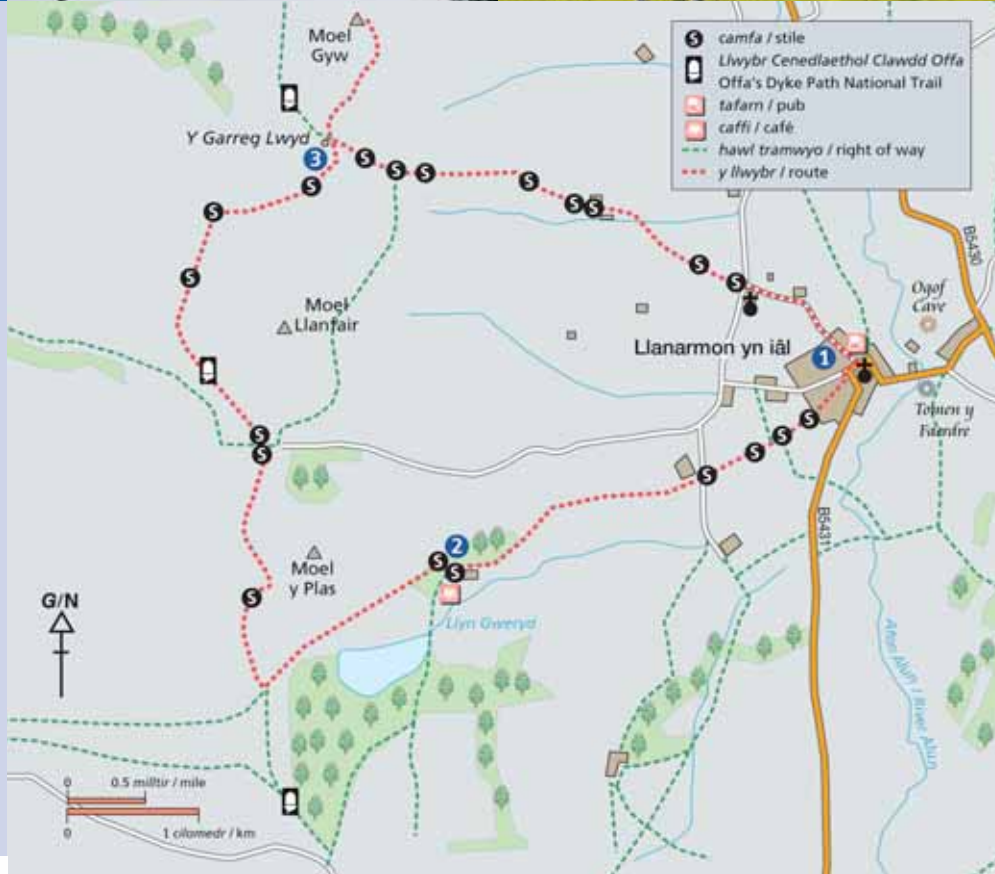 Moel
Gyw
S camfa / stile
Llwybr Cenedlaethol Clawdd Offa
Offa's Dyke Path National Trail
tafarn / pub
caffi / café
hawl tramwyo / right of way
y llwybr / route
Y Garreg Lwyd
3
S
S
S
S
S
S
S
S
S
S
S
B5430
Moel
Llanfair
Ogof
Cave
Llanarmon yn iâl
1
Tomen y
Faerdre
S
S
S
S
S
S
B5431
2
S
S
Moel
y Plas
S
Llyn Gweryd
G/N
Afon Alun / River Alun
0 0.5 milltir / mile
0 1 cilomedr / km